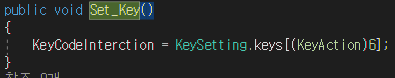 public void Set_Key()
{
KeyCodeInterction = KeySetting.keys[(KeyAction)6];
}